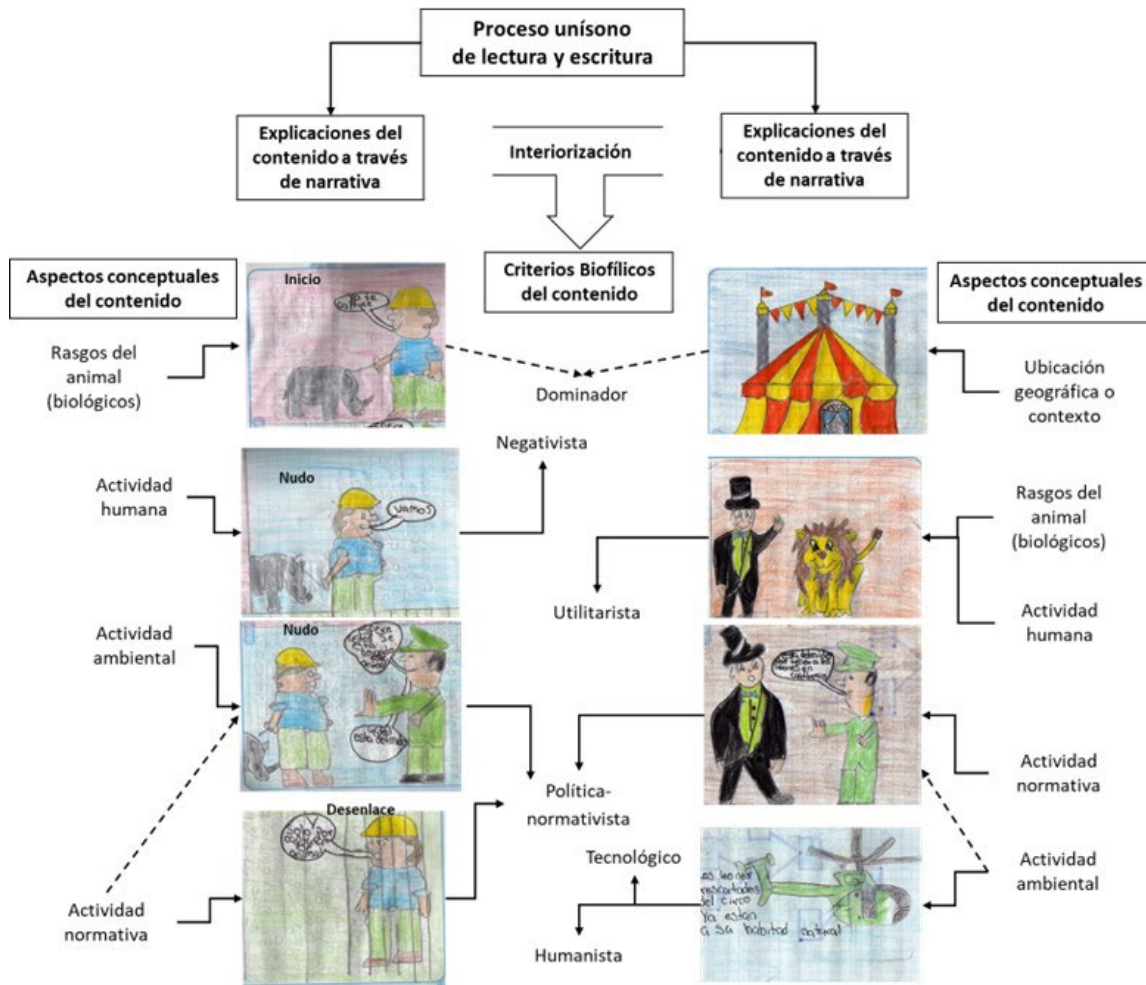 Proceso unísono
de lectura y escritura
Explicaciones del
contenido a través
de narrativa
Interiorización
Explicaciones del
contenido a través
de narrativa
Aspectos conceptuales
del contenido
Criterios Biofílicos
del contenido
Aspectos conceptuales
del contenido
Inicio
Rasgos del
animal
(biológicos)
Dominador
Ubicación
geográfica o
contexto
Negativista
Nudo
vamos
Actividad
humana
Rasgos del
animal
(biológicos)
Utilitarista
Actividad
humana
Nudo
Actividad
ambiental
esta
Política-
normativista
Actividad
normativa
Desenlace
Tecnológico
Actividad
ambiental
Actividad
normativa
Humanista
rescatados
del circo
Ya están
a su habitad natural